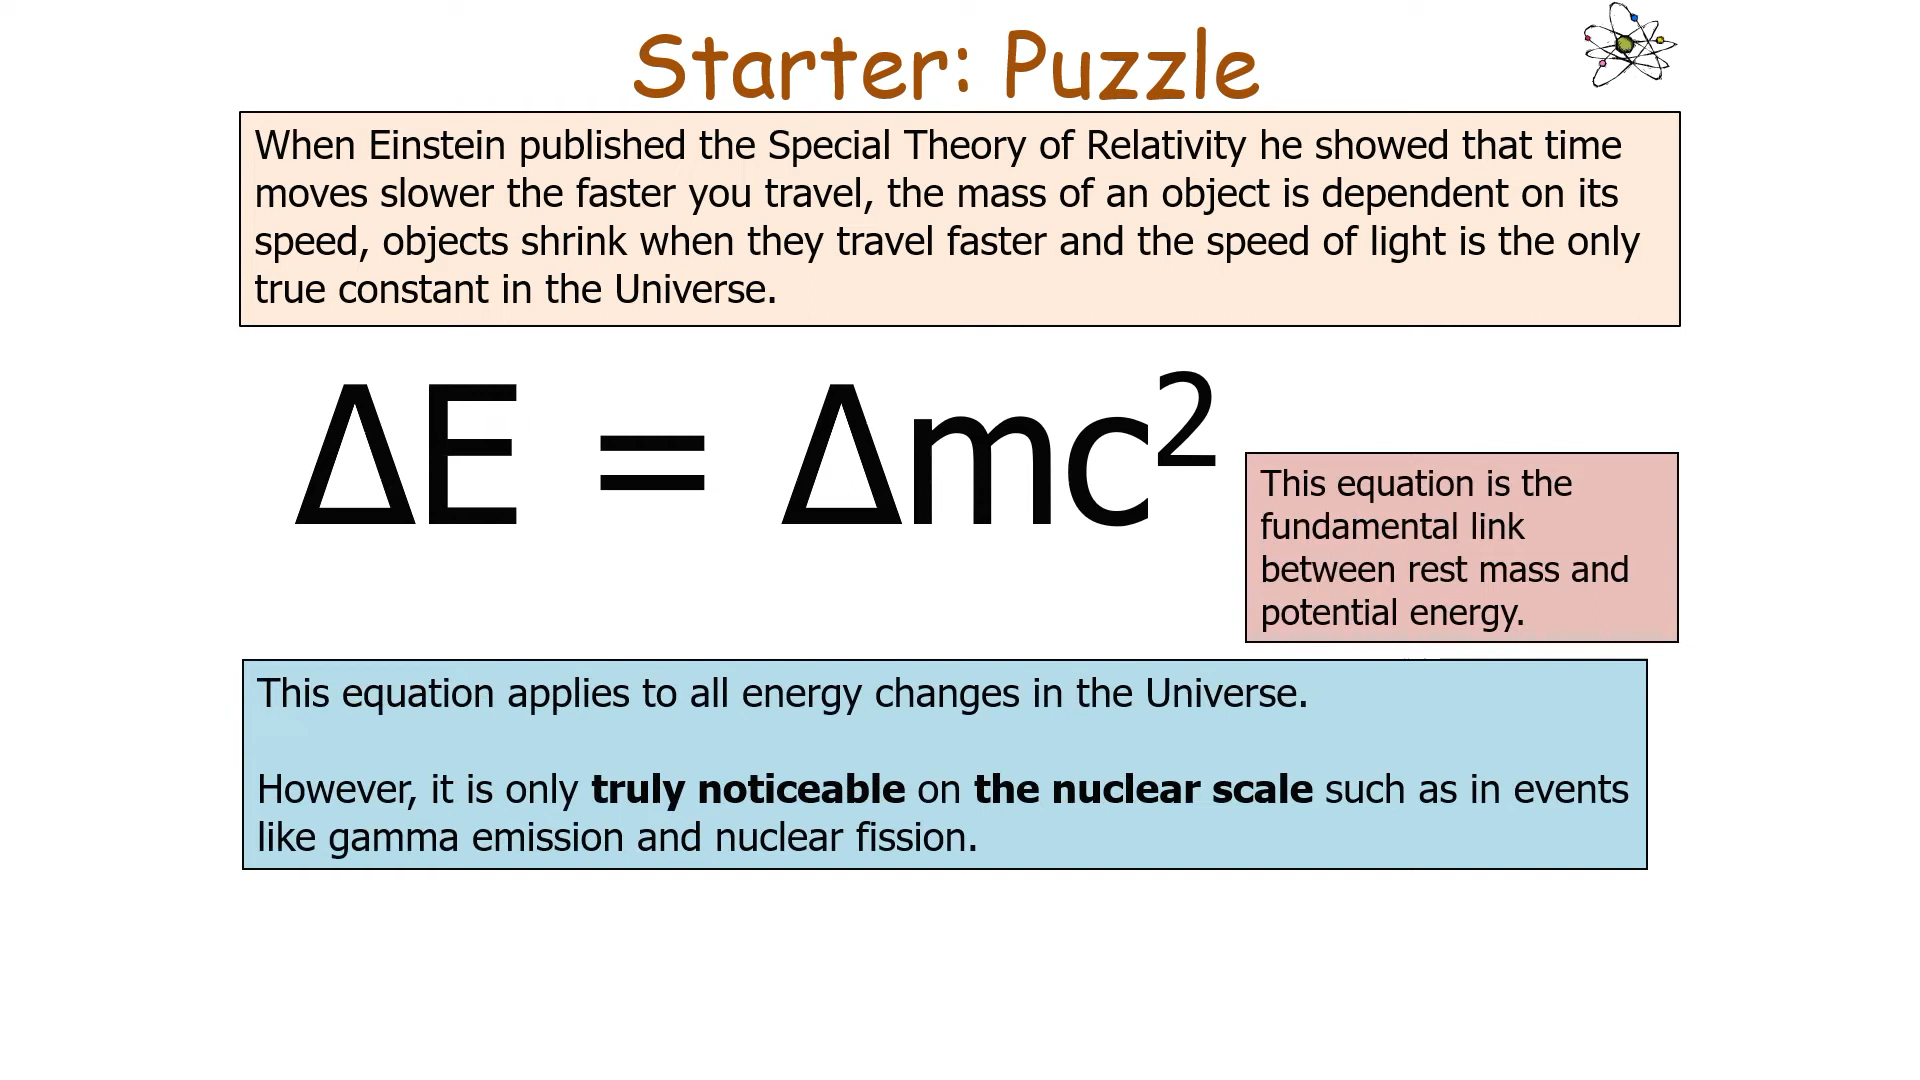 Starter: Puzzle
When Einstein published the Special Theory of Relativity he showed that time
moves slower the faster you travel, the mass of an object is dependent on its
speed, objects shrink when they travel faster and the speed of light is the only
true constant in the Universe.
ΔE = Δmc²
This equation is the
fundamental link
between rest mass and
potential energy.
This equation applies to all energy changes in the Universe.
However, it is only truly noticeable on the nuclear scale such as in events
like gamma emission and nuclear fission.